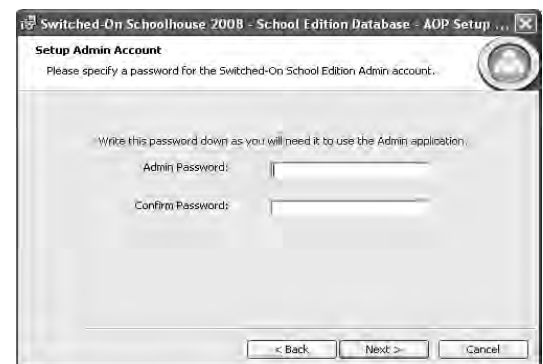 Switched-On Schoolhouse 2008 - School Edition Database - AOP Setup ...
Setup Admin Account
Please specify a password for the Switched-On School Edition Admin account.
Write this password down as you will need it to use the Admin application.
Admin Password:
Confirm Password:
< Back
Next >
Cancel